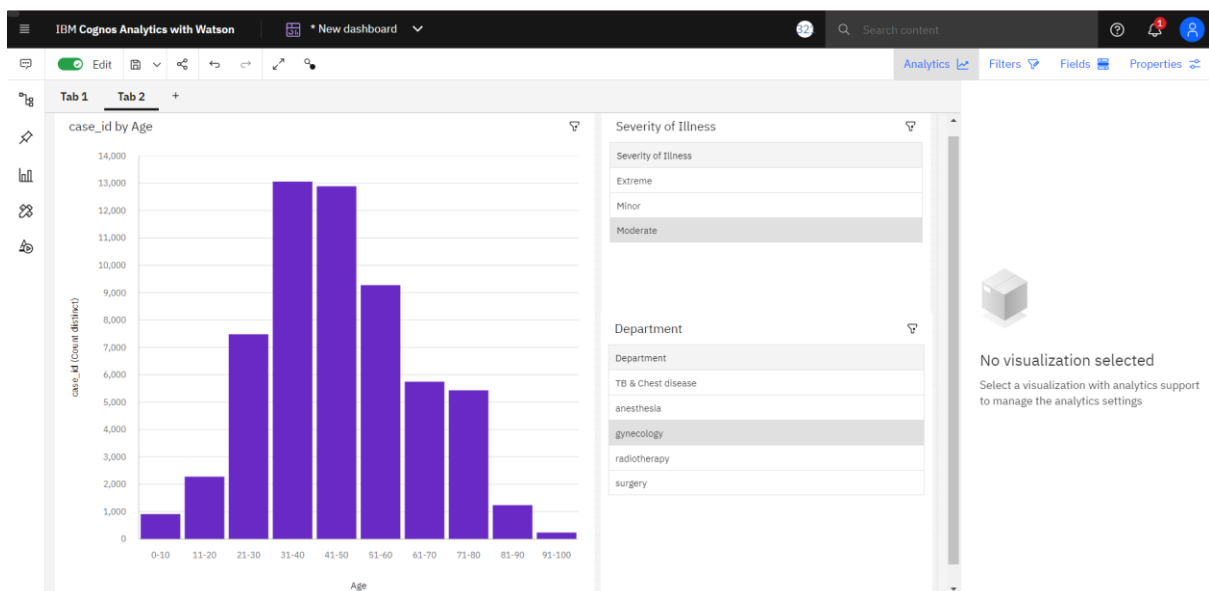 IBM Cognos Analytics with Watson
* New dashboard
Search content
1
Edit
Analytics
Filters
Fields
Properties
Tab 1
Tab 2
+
case_id by Age
14,000
13,000
12,000
11,000
10,000
9,000
8,000
7,000
6,000
5,000
4,000
3,000
2,000
1,000
0
case_id (Count distinct)
0-10 11-20 21-30 31-40 41-50 51-60 61-70 71-80 81-90 91-100
Age
Severity of Illness
Severity of Illness
Extreme
Minor
Moderate
Department
Department
TB & Chest disease
anesthesia
gynecology
radiotherapy
surgery
No visualization selected
Select a visualization with analytics support
to manage the analytics settings